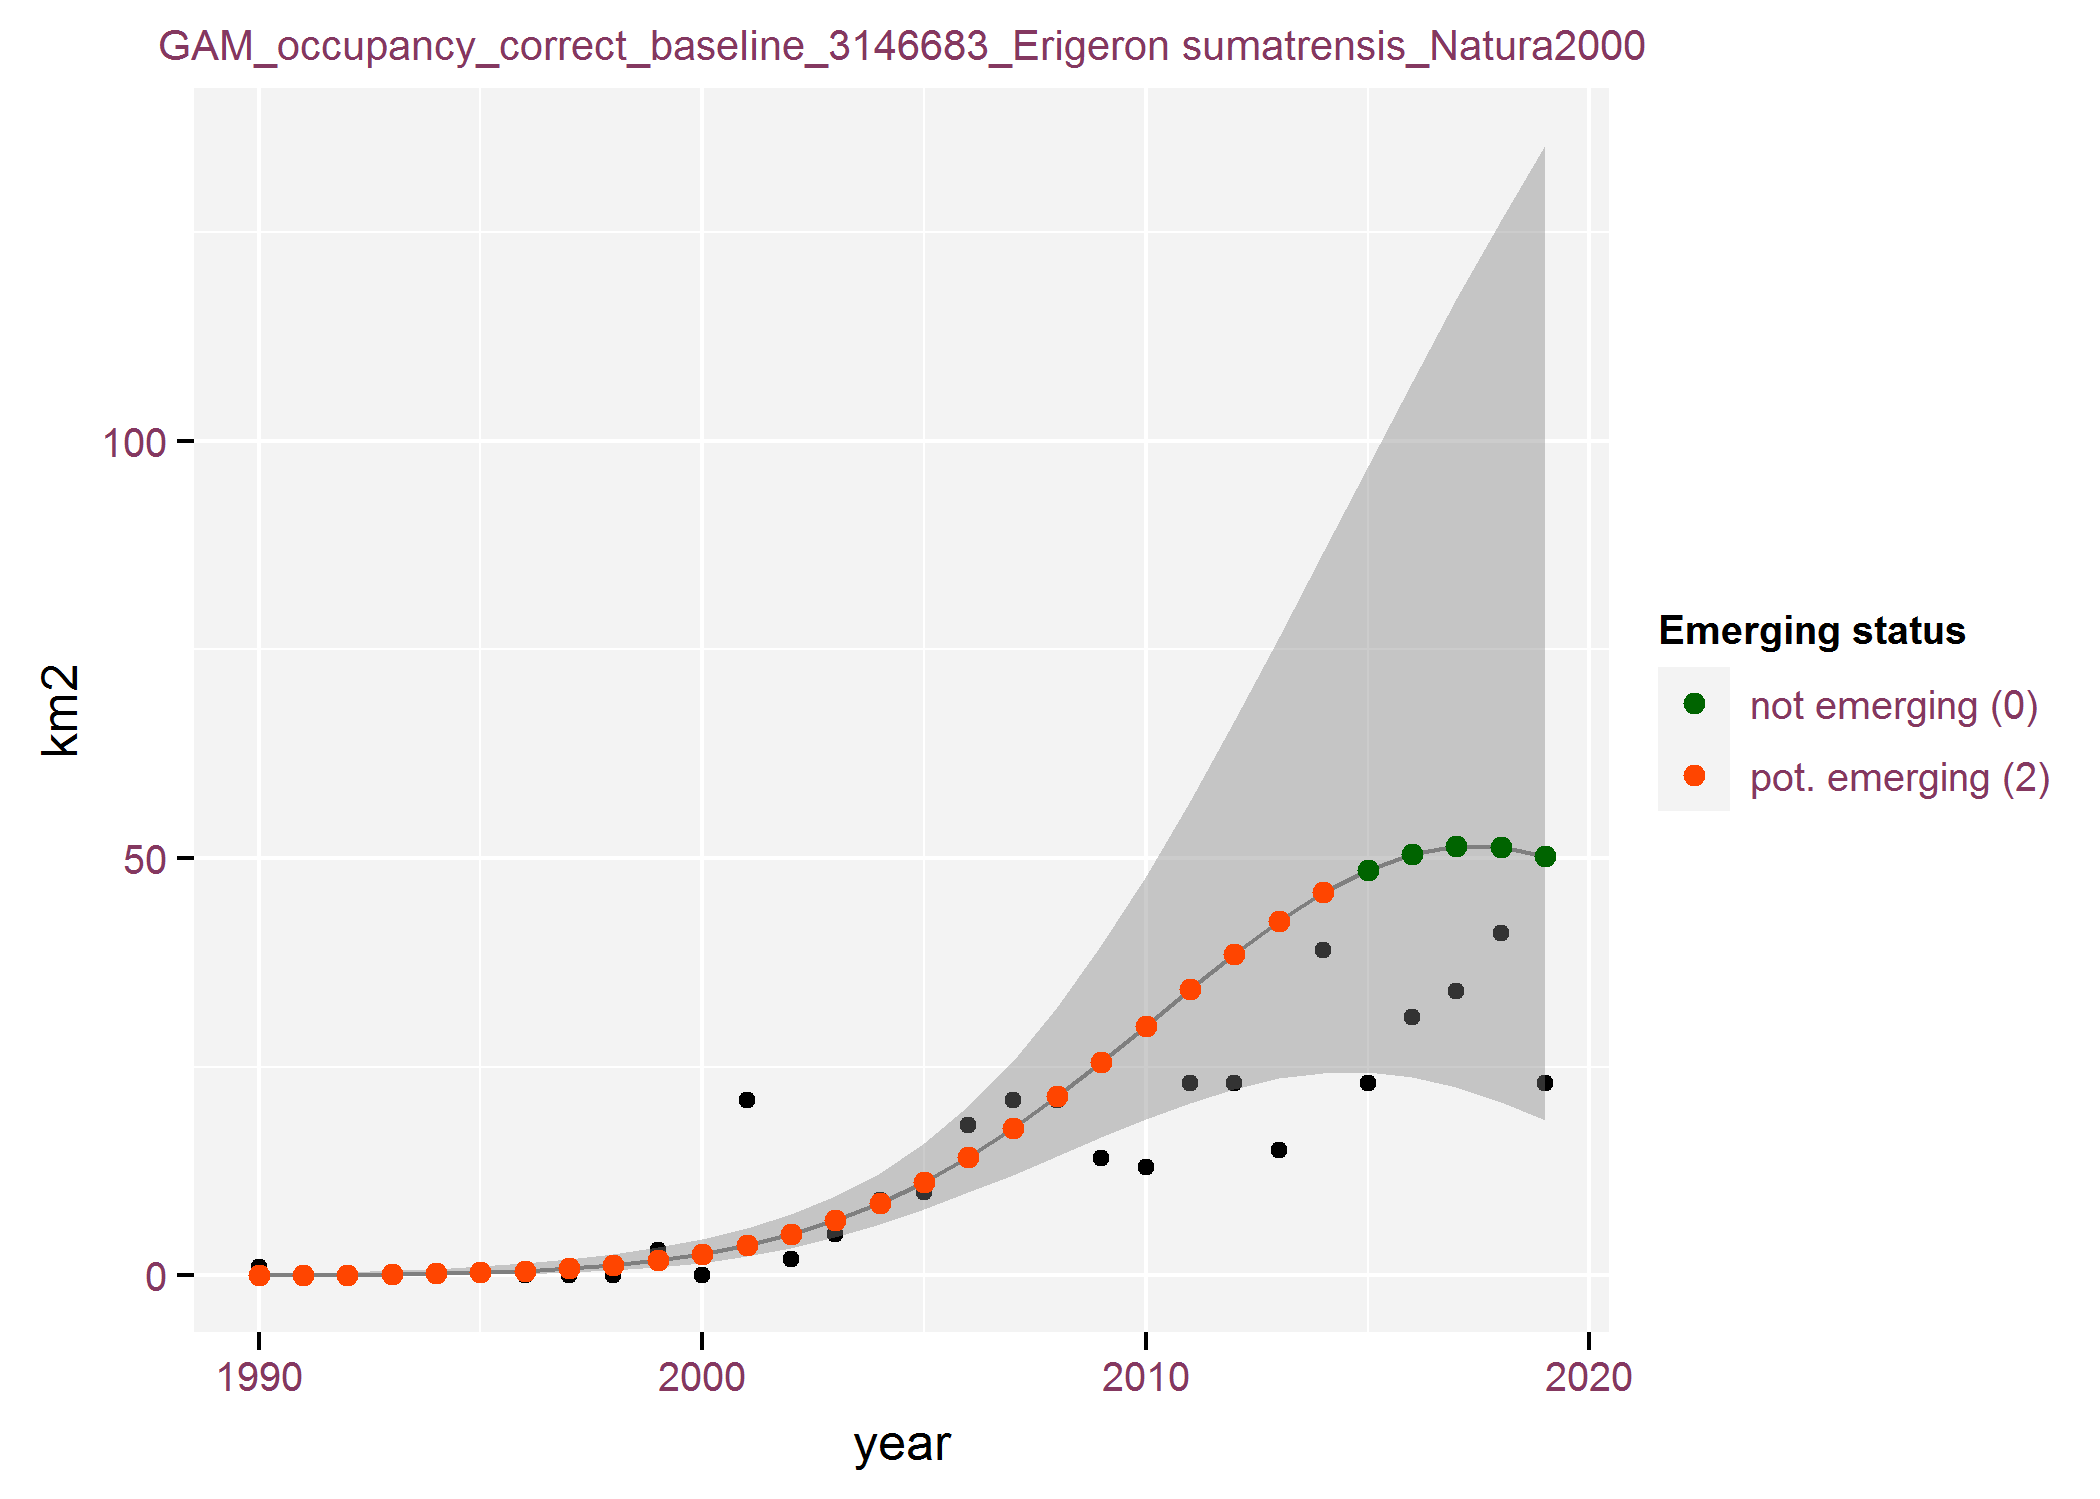 GAM_occupancy_correct_baseline_3146683_Erigeron sumatrensis_Natura2000
100
50
0
km2
1990 2000 2010 2020
year
Emerging status
not emerging (0)
pot. emerging (2)